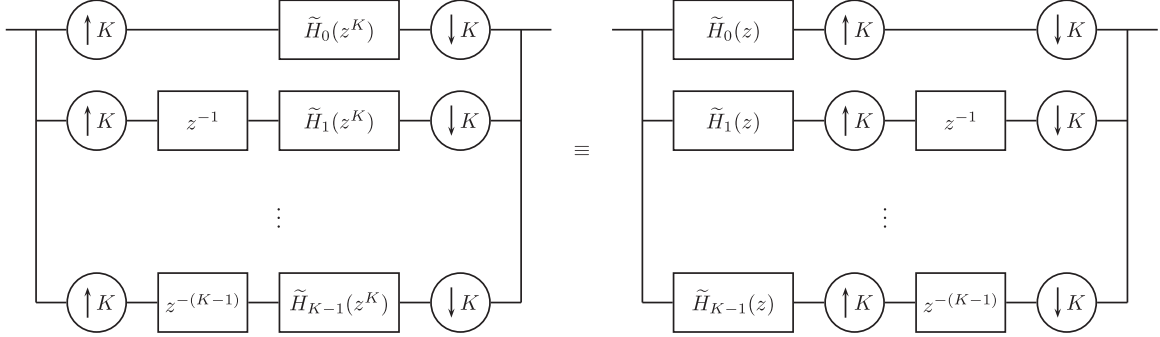 ↑K H̃₀(z^K) ↓K H̃₀(z) ↑K ↓K
↑K z⁻¹ H̃₁(z^K) ↓K H̃₁(z) ↑K z⁻¹ ↓K
≡
⋮ ⋮
↑K z^{-(K-1)} H̃_{K-1}(z^K) ↓K H̃_{K-1}(z) ↑K z^{-(K-1)} ↓K